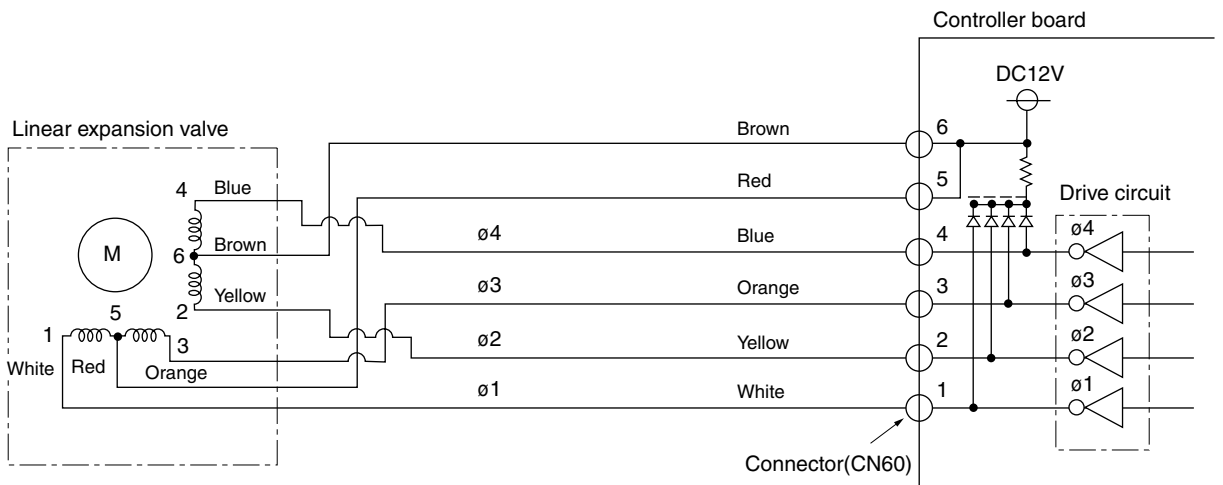 Controller board
DC12V
Linear expansion valve
Brown
6
4
Blue
Red
5
Drive circuit
M
6
Brown
ø4
Blue
4
ø4
2
Yellow
ø3
Orange
3
ø3
1
5
3
ø2
Yellow
2
ø2
White
Red
Orange
ø1
White
1
ø1
Connector(CN60)